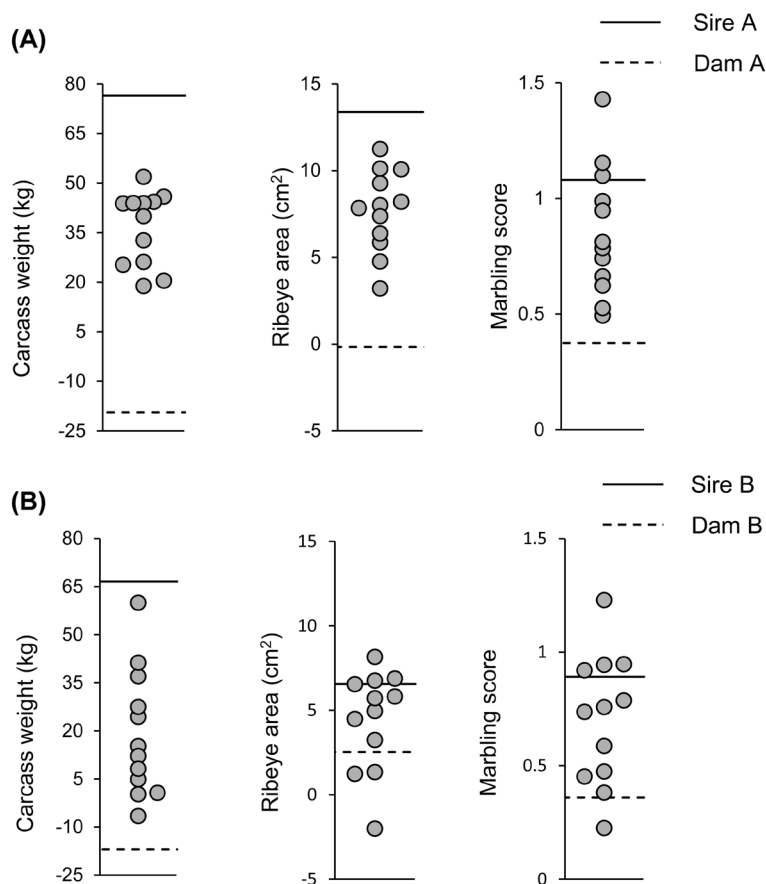 (A)
Sire A
Dam A
Carcass weight (kg)
80
65
50
35
20
5
-10
-25
Ribeye area (cm²)
15
10
5
0
-5
Marbling score
1.5
1
0.5
0
(B)
Sire B
Dam B
Carcass weight (kg)
80
65
50
35
20
5
-10
-25
Ribeye area (cm²)
15
10
5
0
-5
Marbling score
1.5
1
0.5
0